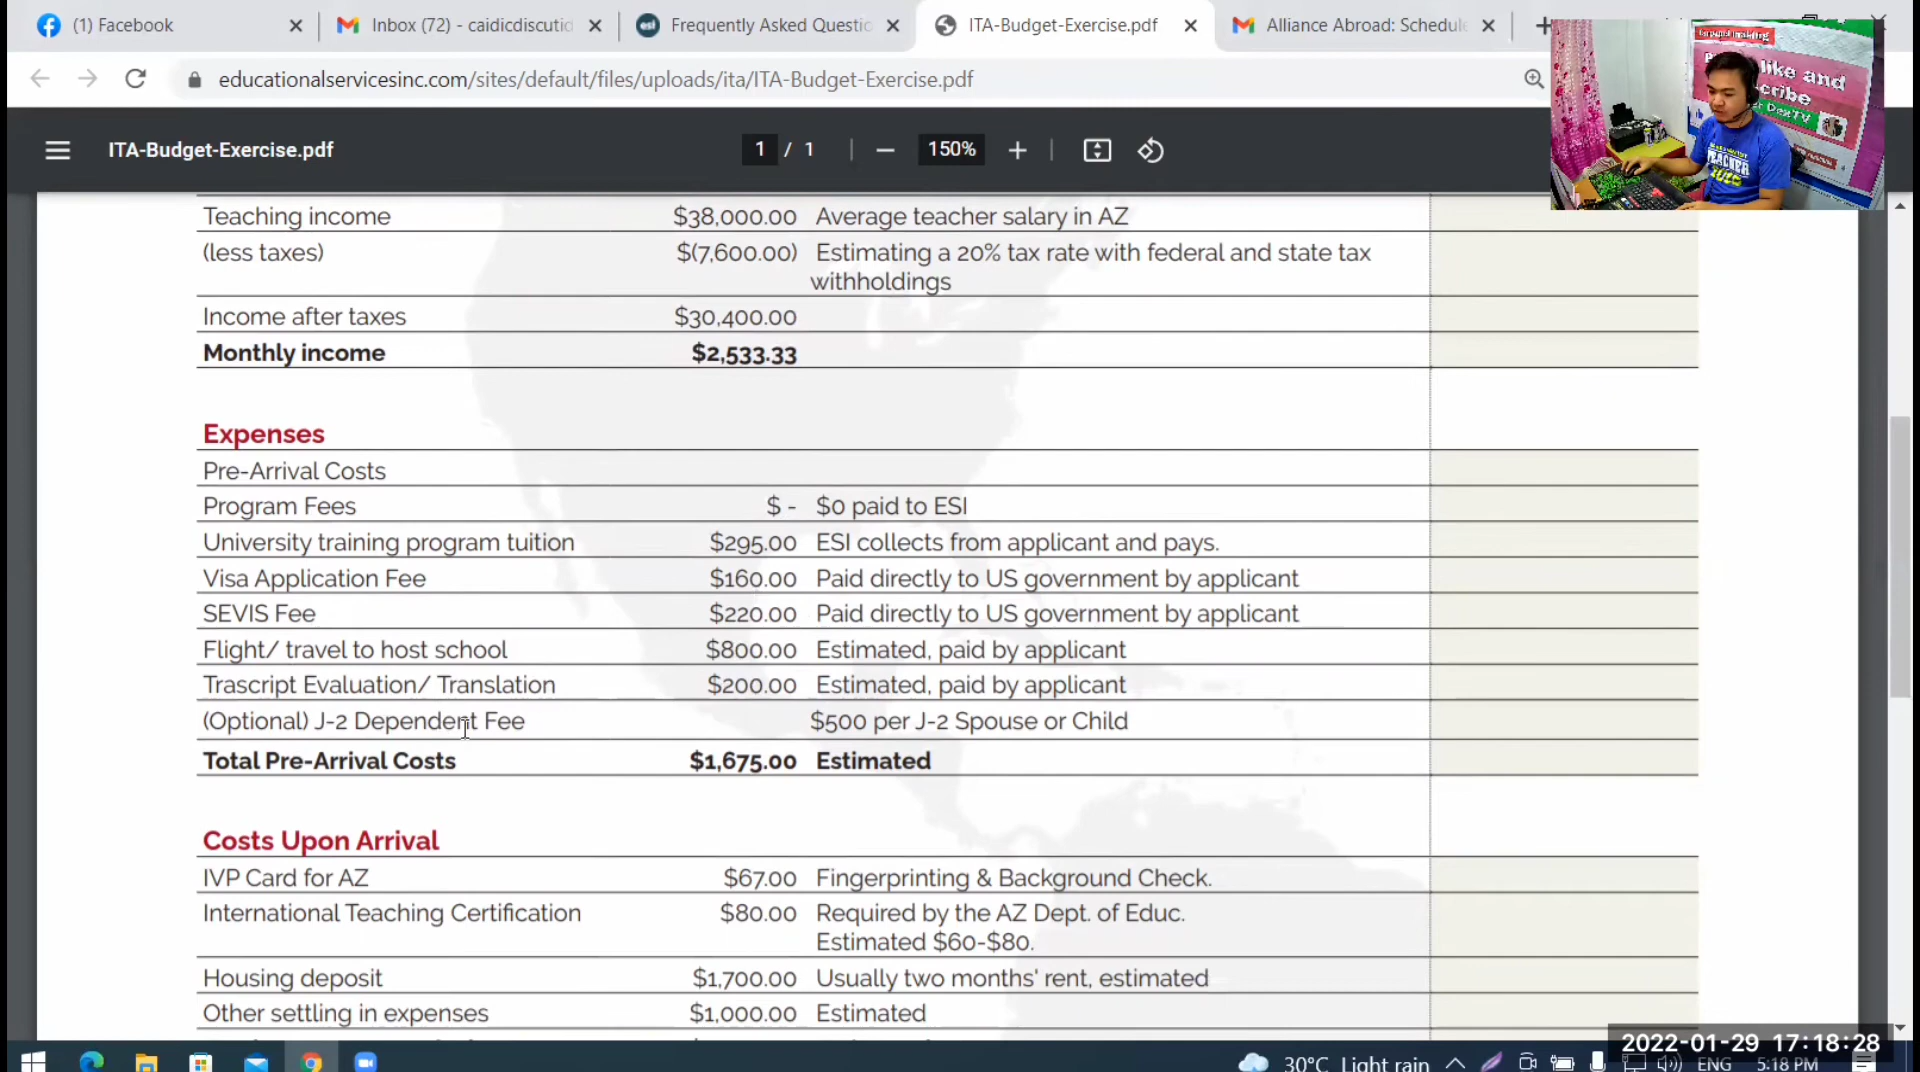 (1) Facebook
Inbox (72) - caidicdiscutido
Frequently Asked Questio
ITA-Budget-Exercise.pdf
Alliance Abroad: Schedule
educationalservicesinc.com/sites/default/files/uploads/ita/ITA-Budget-Exercise.pdf
like and
cribe
DexTV
TEACHER
ITA-Budget-Exercise.pdf
1 / 1
150%
Teaching income $38,000.00 Average teacher salary in AZ
(less taxes) $(7,600.00) Estimating a 20% tax rate with federal and state tax
withholdings
Income after taxes $30,400.00
Monthly income $2,533.33
Expenses
Pre-Arrival Costs
Program Fees $ - $0 paid to ESI
University training program tuition $295.00 ESI collects from applicant and pays.
Visa Application Fee $160.00 Paid directly to US government by applicant
SEVIS Fee $220.00 Paid directly to US government by applicant
Flight/ travel to host school $800.00 Estimated, paid by applicant
Trascript Evaluation/ Translation $200.00 Estimated, paid by applicant
(Optional) J-2 Dependent Fee $500 per J-2 Spouse or Child
Total Pre-Arrival Costs $1,675.00 Estimated
Costs Upon Arrival
IVP Card for AZ $67.00 Fingerprinting & Background Check.
International Teaching Certification $80.00 Required by the AZ Dept. of Educ.
Estimated $60-$80.
Housing deposit $1,700.00 Usually two months' rent, estimated
Other settling in expenses $1,000.00 Estimated
2022-01-29 17:18:28
30°C Light rain
ENG
5:18 PM